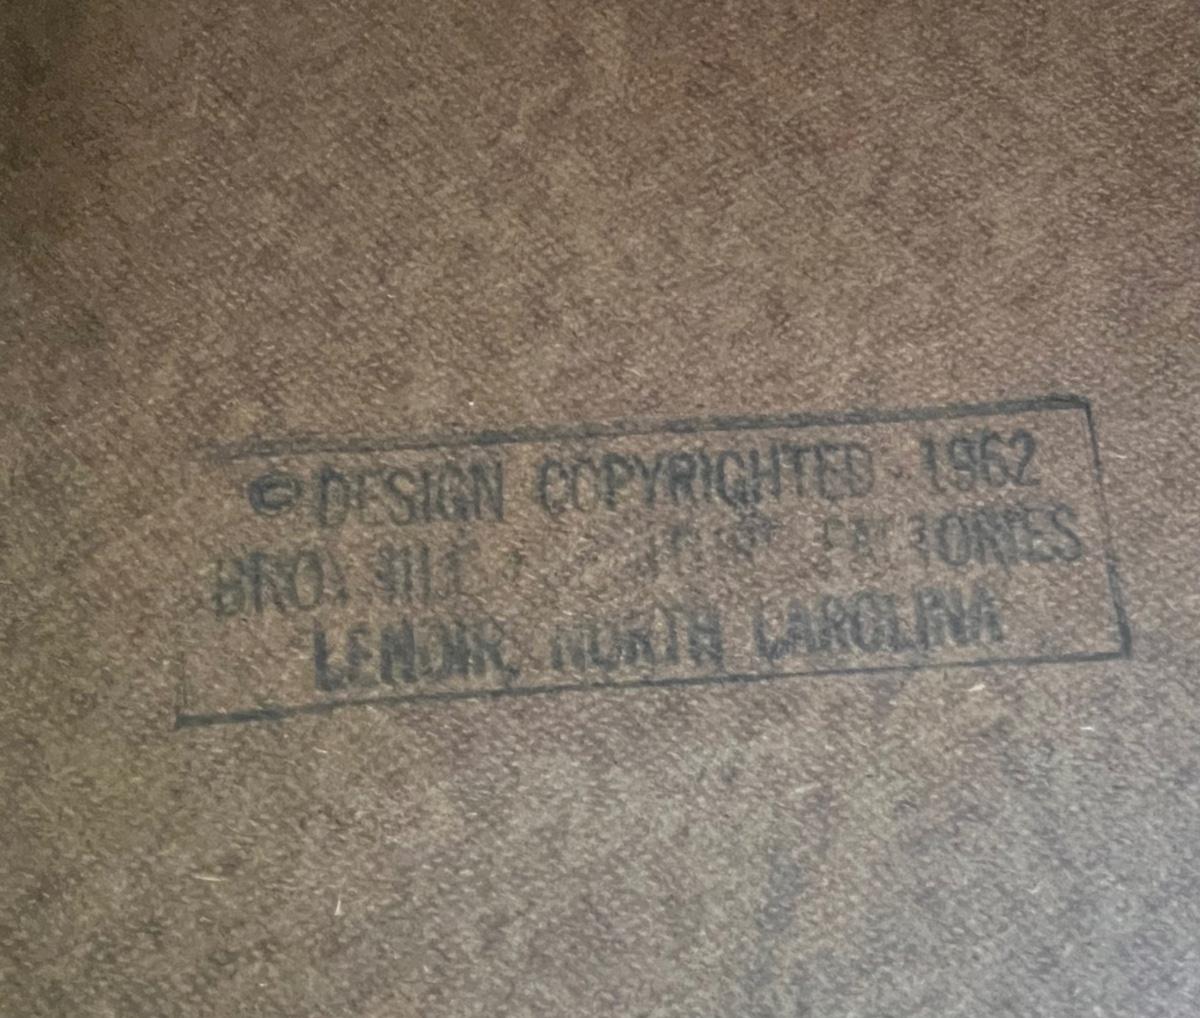 © DESIGN COPYRIGHTED 1962
FACTORIES
LENOIR, NORTH CAROLINA